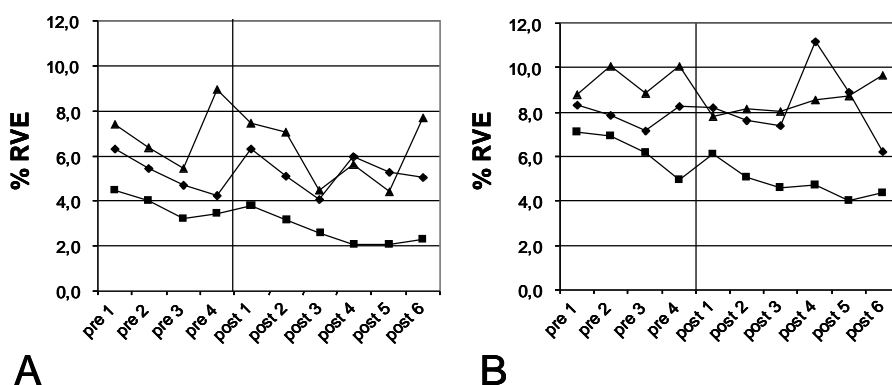 12,0
10,0
8,0
6,0
4,0
2,0
0,0
% RVE
pre 1
pre 2
pre 3
pre 4
post 1
post 2
post 3
post 4
post 5
post 6
A
12,0
10,0
8,0
6,0
4,0
2,0
0,0
% RVE
pre 1
pre 2
pre 3
pre 4
post 1
post 2
post 3
post 4
post 5
post 6
B